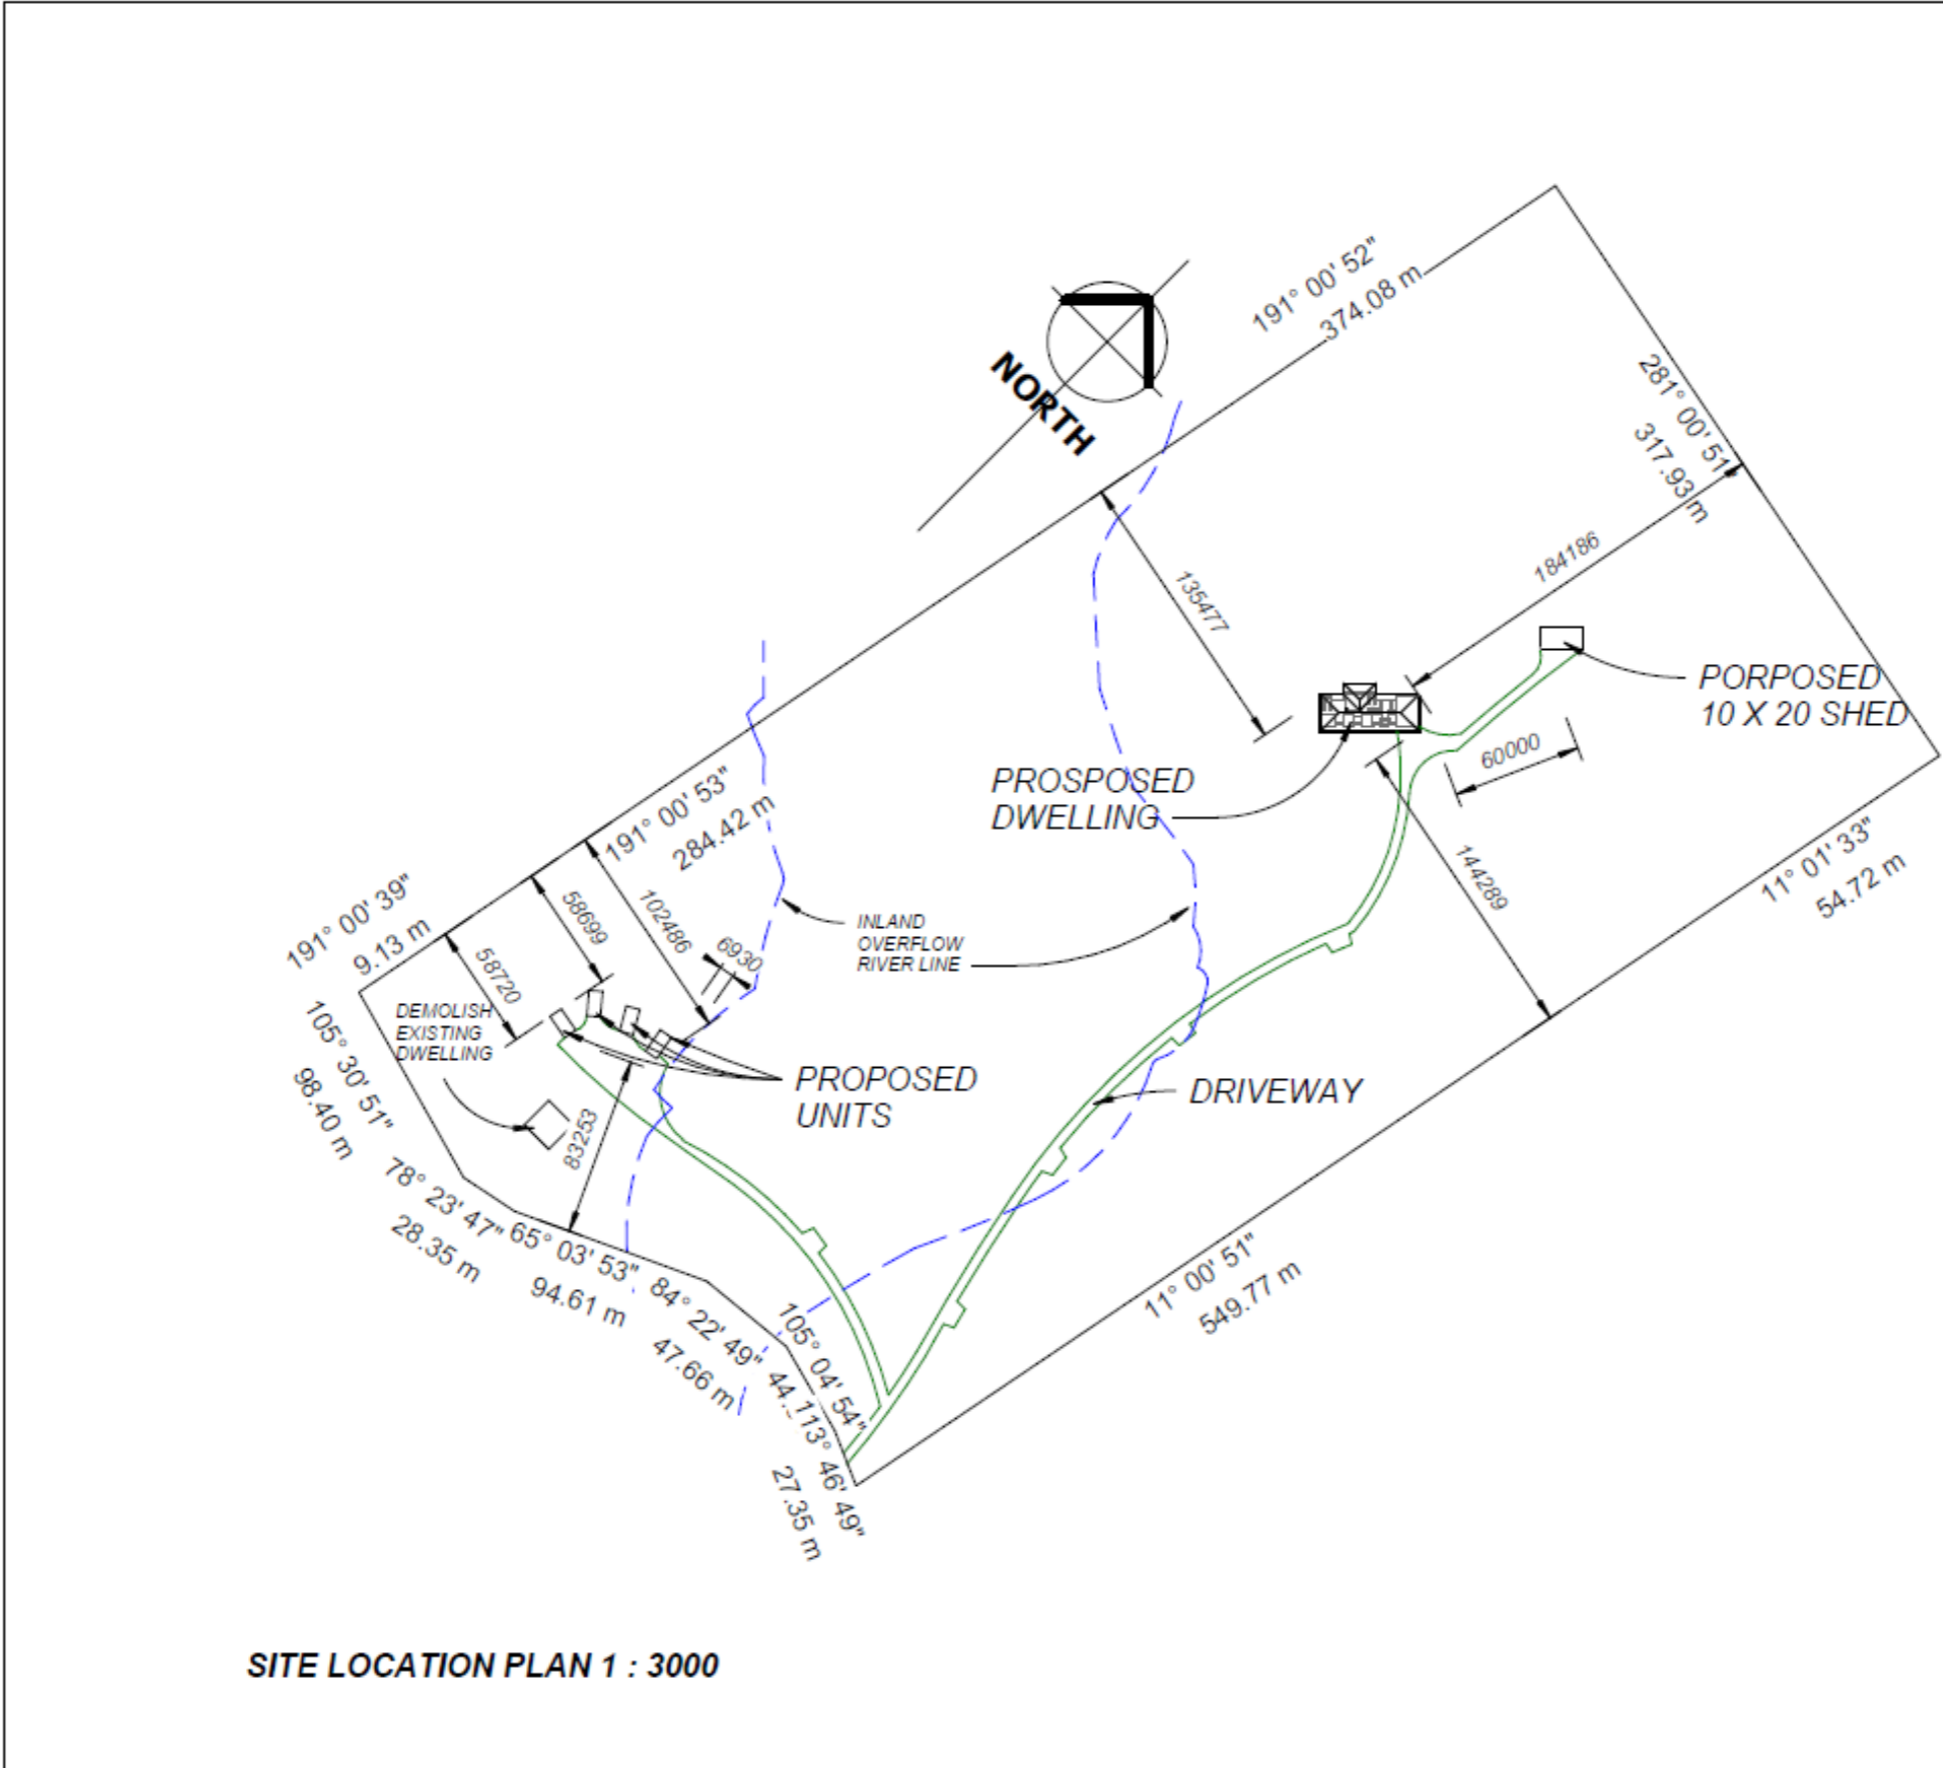 191° 00' 52"
374.08 m
NORTH
281° 00' 51"
317.93 m
184186
135477
PORPOSED
10 X 20 SHED
60000
PROSPOSED
DWELLING
191° 00' 53"
284.42 m
144289
11° 01' 33"
54.72 m
191° 00' 39"
9.13 m
58699
102486
6930
INLAND
OVERFLOW
RIVER LINE
58720
DEMOLISH
EXISTING
DWELLING
105° 30' 51"
98.40 m
PROPOSED
UNITS
DRIVEWAY
83253
78° 23' 47"
28.35 m
65° 03' 53"
94.61 m
84° 22' 49"
47.66 m
105° 04' 54"
44.
113° 46' 49"
27.35 m
11° 00' 51"
549.77 m
SITE LOCATION PLAN 1 : 3000